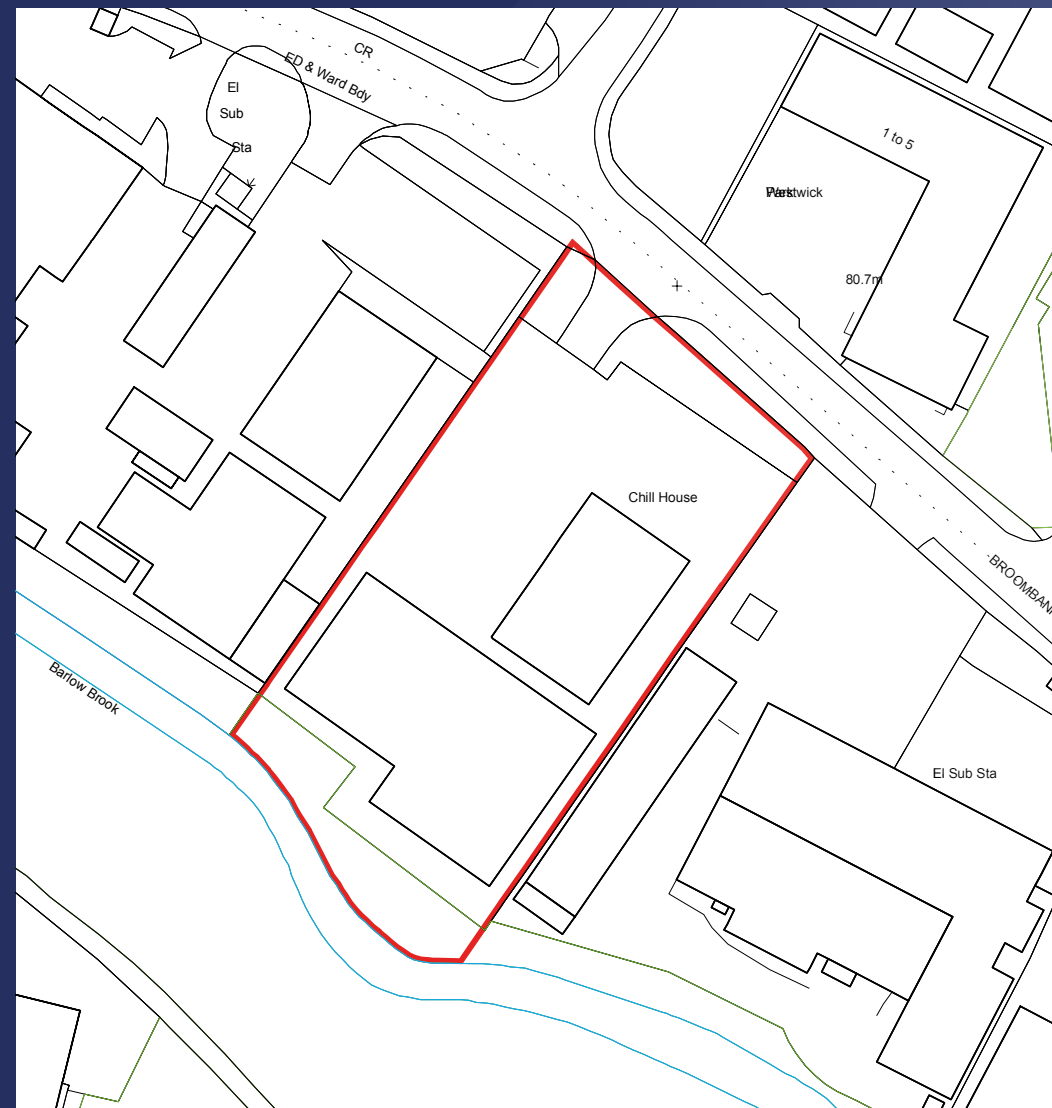 CR
ED & Ward Bdy
El
Sub
Sta
1 to 5
80.7m
Chill House
BROOMBAN
Barlow Brook
El Sub Sta